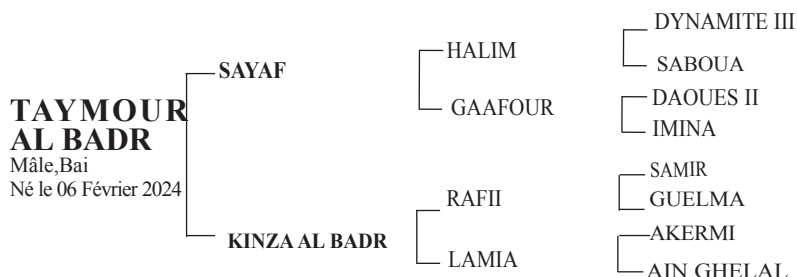 TAYMOUR
AL BADR
Mâle,Bai
Né le 06 Février 2024
SAYAF
KINZA AL BADR
HALIM
GAAFOUR
RAFII
LAMIA
DYNAMITE III
SABOUA
DAOUES II
IMINA
SAMIR
GUELMA
AKERMI
AIN GHELAL